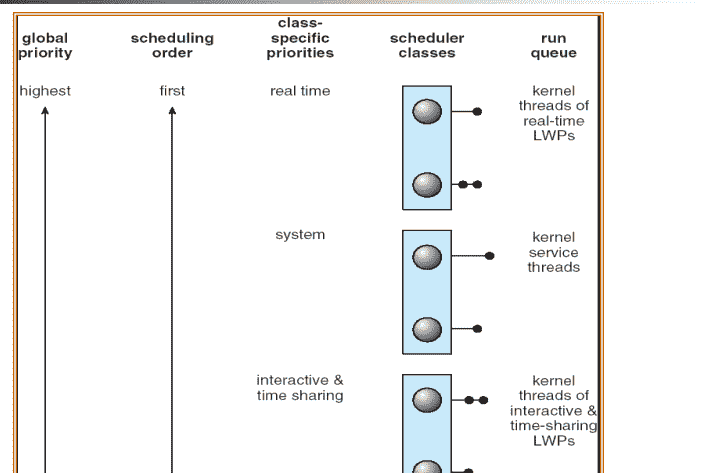 global priority
scheduling order
class-specific priorities
scheduler classes
run queue
highest
first
real time
kernel
threads of
real-time
LWPs
system
kernel
service
threads
interactive &
time sharing
kernel
threads of
interactive &
time-sharing
LWPs